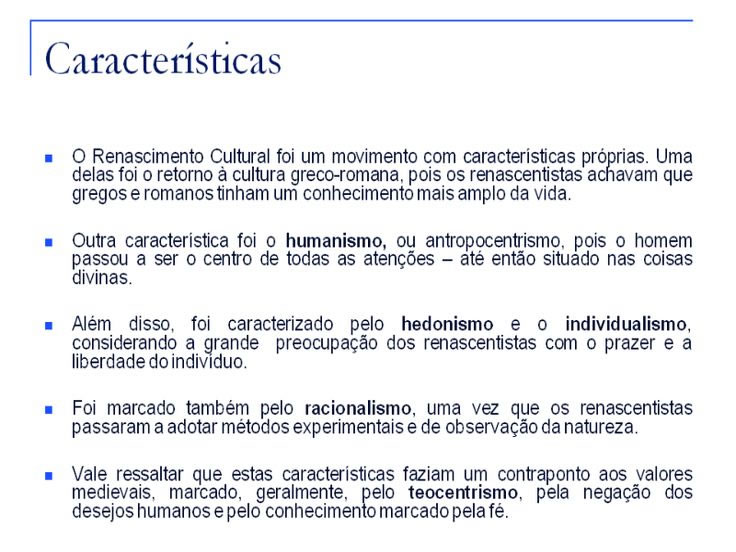 Características
O Renascimento Cultural foi um movimento com características próprias. Uma
delas foi o retorno à cultura greco-romana, pois os renascentistas achavam que
gregos e romanos tinham um conhecimento mais amplo da vida.
Outra característica foi o humanismo, ou antropocentrismo, pois o homem
passou a ser o centro de todas as atenções – até então situado nas coisas
divinas.
Além disso, foi caracterizado pelo hedonismo e o individualismo,
considerando a grande preocupação dos renascentistas com o prazer e a
liberdade do indivíduo.
Foi marcado também pelo racionalismo, uma vez que os renascentistas
passaram a adotar métodos experimentais e de observação da natureza.
Vale ressaltar que estas características faziam um contraponto aos valores
medievais, marcado, geralmente, pelo teocentrismo, pela negação dos
desejos humanos e pelo conhecimento marcado pela fé.